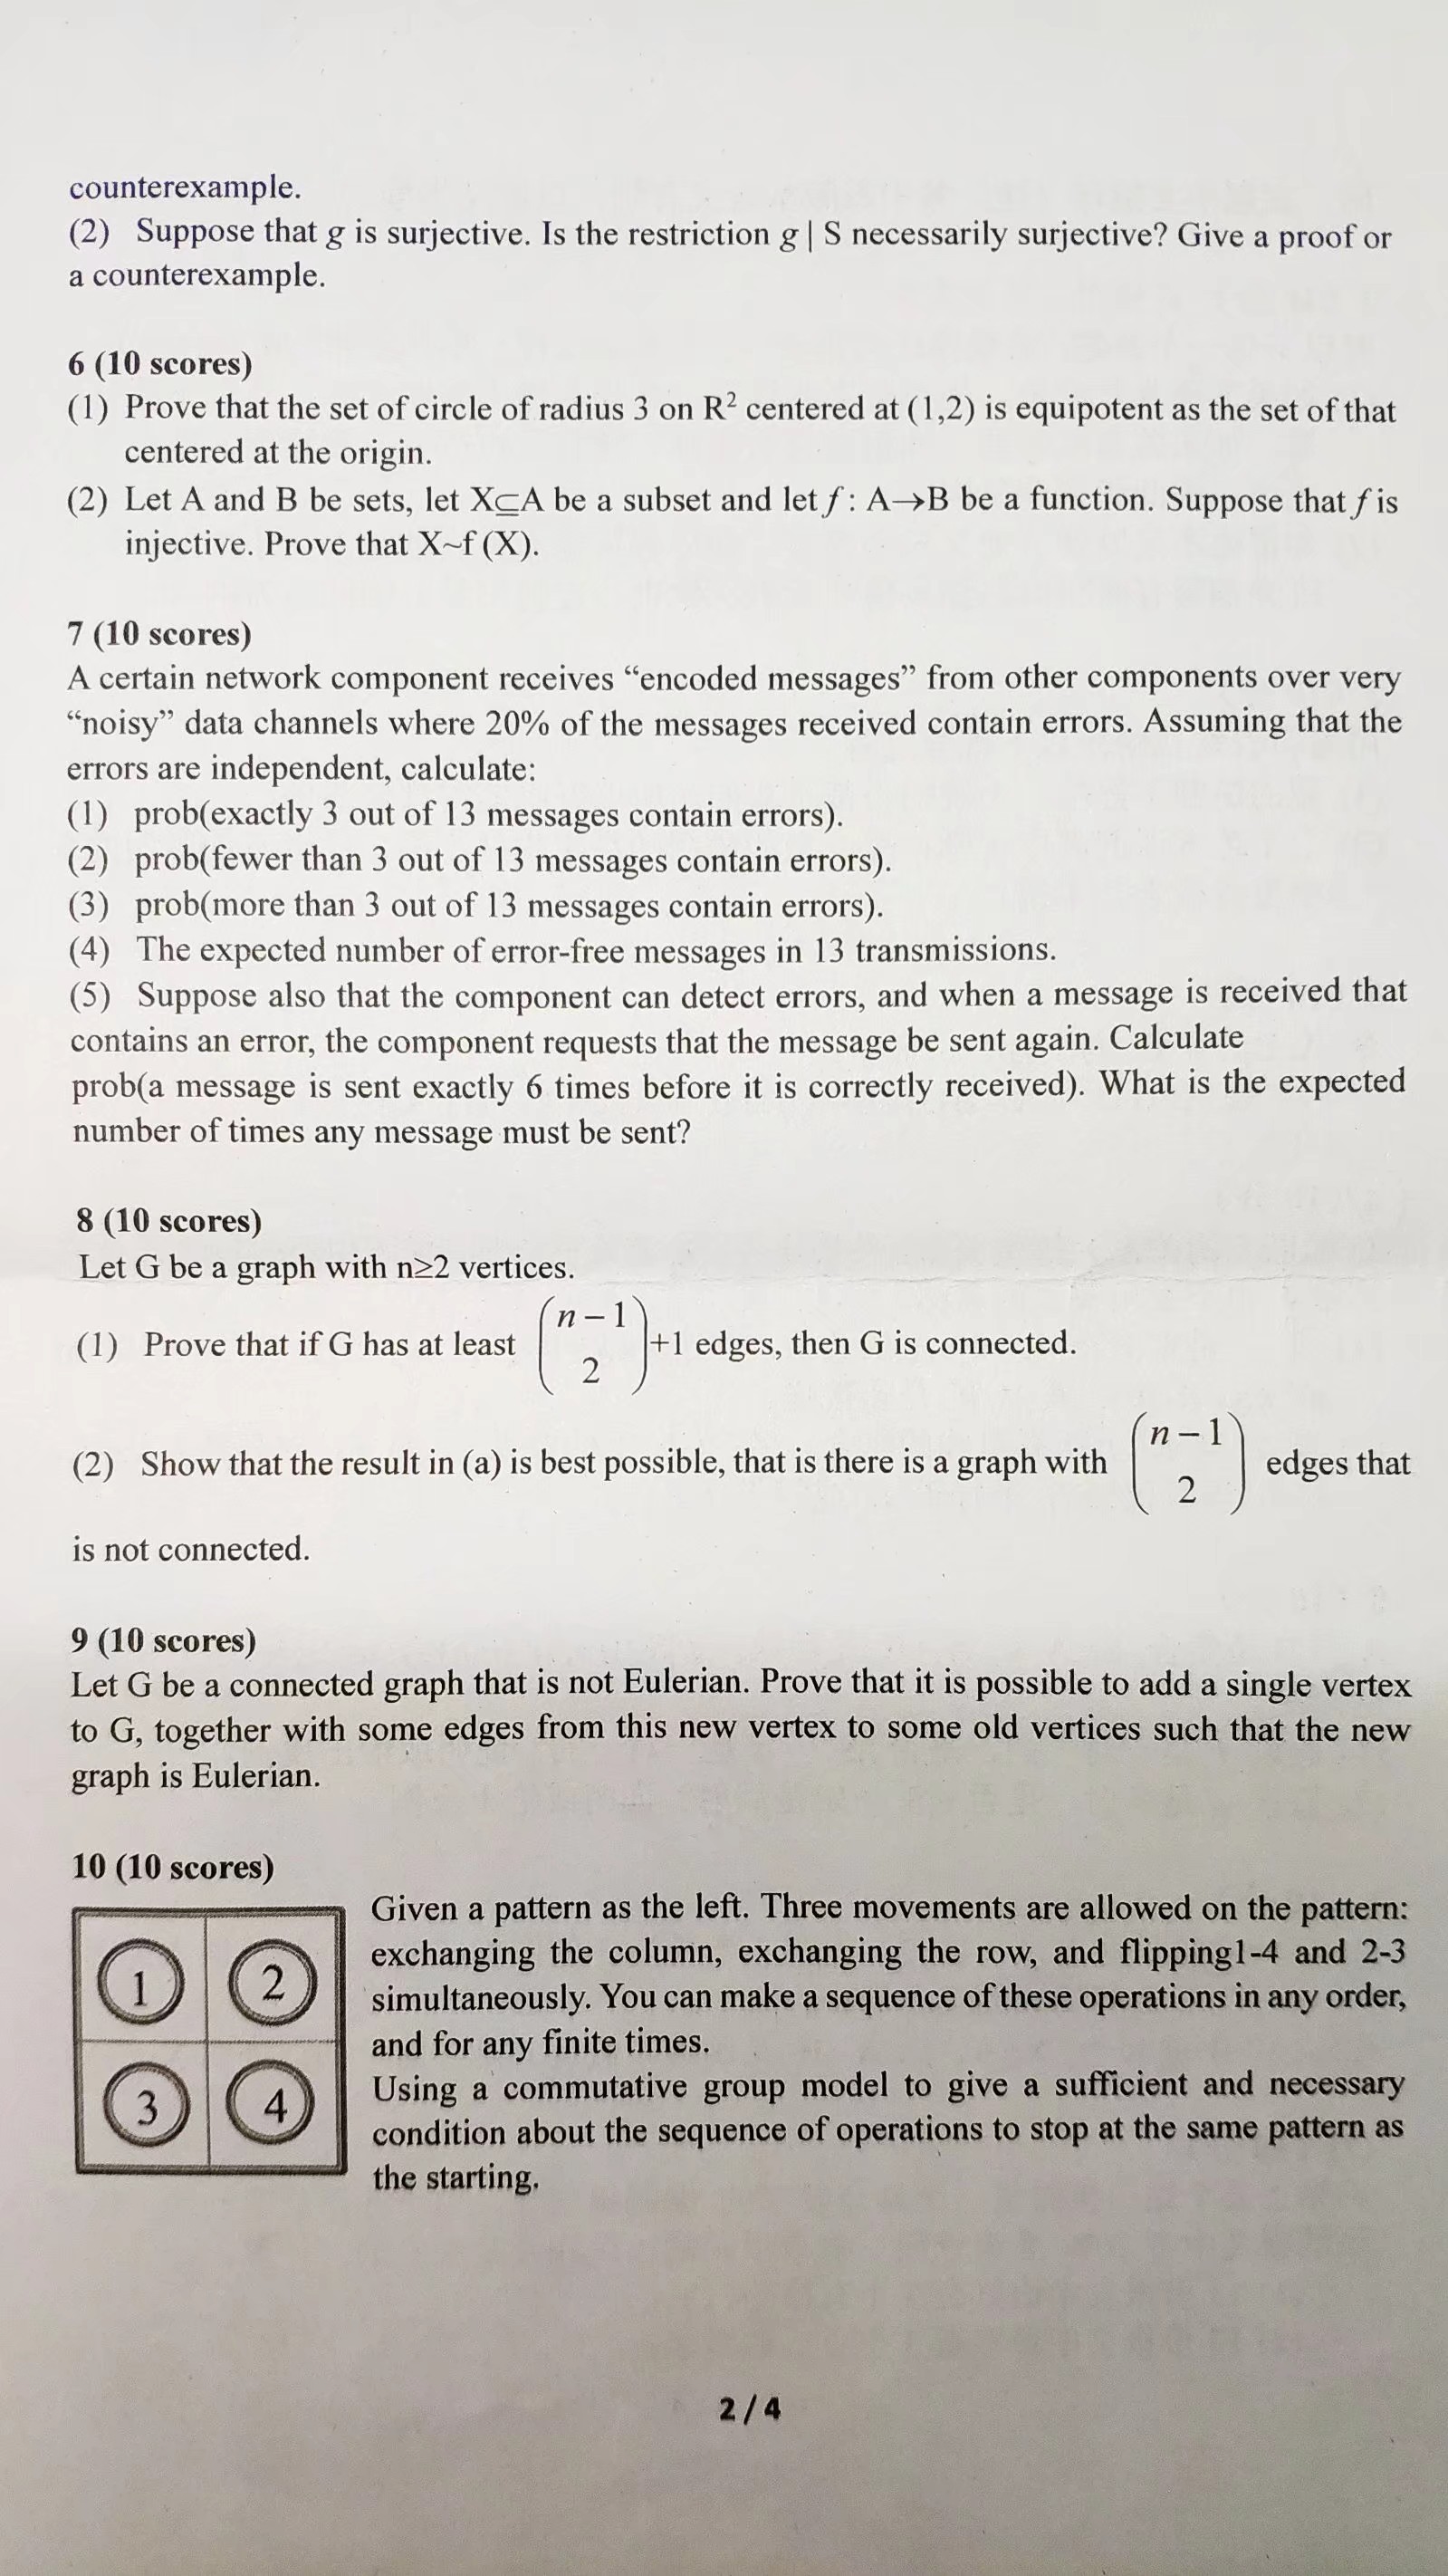 counterexample.
(2) Suppose that g is surjective. Is the restriction g | S necessarily surjective? Give a proof or
a counterexample.
6 (10 scores)
(1) Prove that the set of circle of radius 3 on R² centered at (1,2) is equipotent as the set of that
centered at the origin.
(2) Let A and B be sets, let X⊆A be a subset and let f : A→B be a function. Suppose that f is
injective. Prove that X~f (X).
7 (10 scores)
A certain network component receives “encoded messages” from other components over very
“noisy” data channels where 20% of the messages received contain errors. Assuming that the
errors are independent, calculate:
(1) prob(exactly 3 out of 13 messages contain errors).
(2) prob(fewer than 3 out of 13 messages contain errors).
(3) prob(more than 3 out of 13 messages contain errors).
(4) The expected number of error-free messages in 13 transmissions.
(5) Suppose also that the component can detect errors, and when a message is received that
contains an error, the component requests that the message be sent again. Calculate
prob(a message is sent exactly 6 times before it is correctly received). What is the expected
number of times any message must be sent?
8 (10 scores)
Let G be a graph with n≥2 vertices.
(1) Prove that if G has at least (n − 1 2) +1 edges, then G is connected.
(2) Show that the result in (a) is best possible, that is there is a graph with (n − 1 2) edges that
is not connected.
9 (10 scores)
Let G be a connected graph that is not Eulerian. Prove that it is possible to add a single vertex
to G, together with some edges from this new vertex to some old vertices such that the new
graph is Eulerian.
10 (10 scores)
1 2
3 4
Given a pattern as the left. Three movements are allowed on the pattern:
exchanging the column, exchanging the row, and flipping1-4 and 2-3
simultaneously. You can make a sequence of these operations in any order,
and for any finite times.
Using a commutative group model to give a sufficient and necessary
condition about the sequence of operations to stop at the same pattern as
the starting.
2 / 4